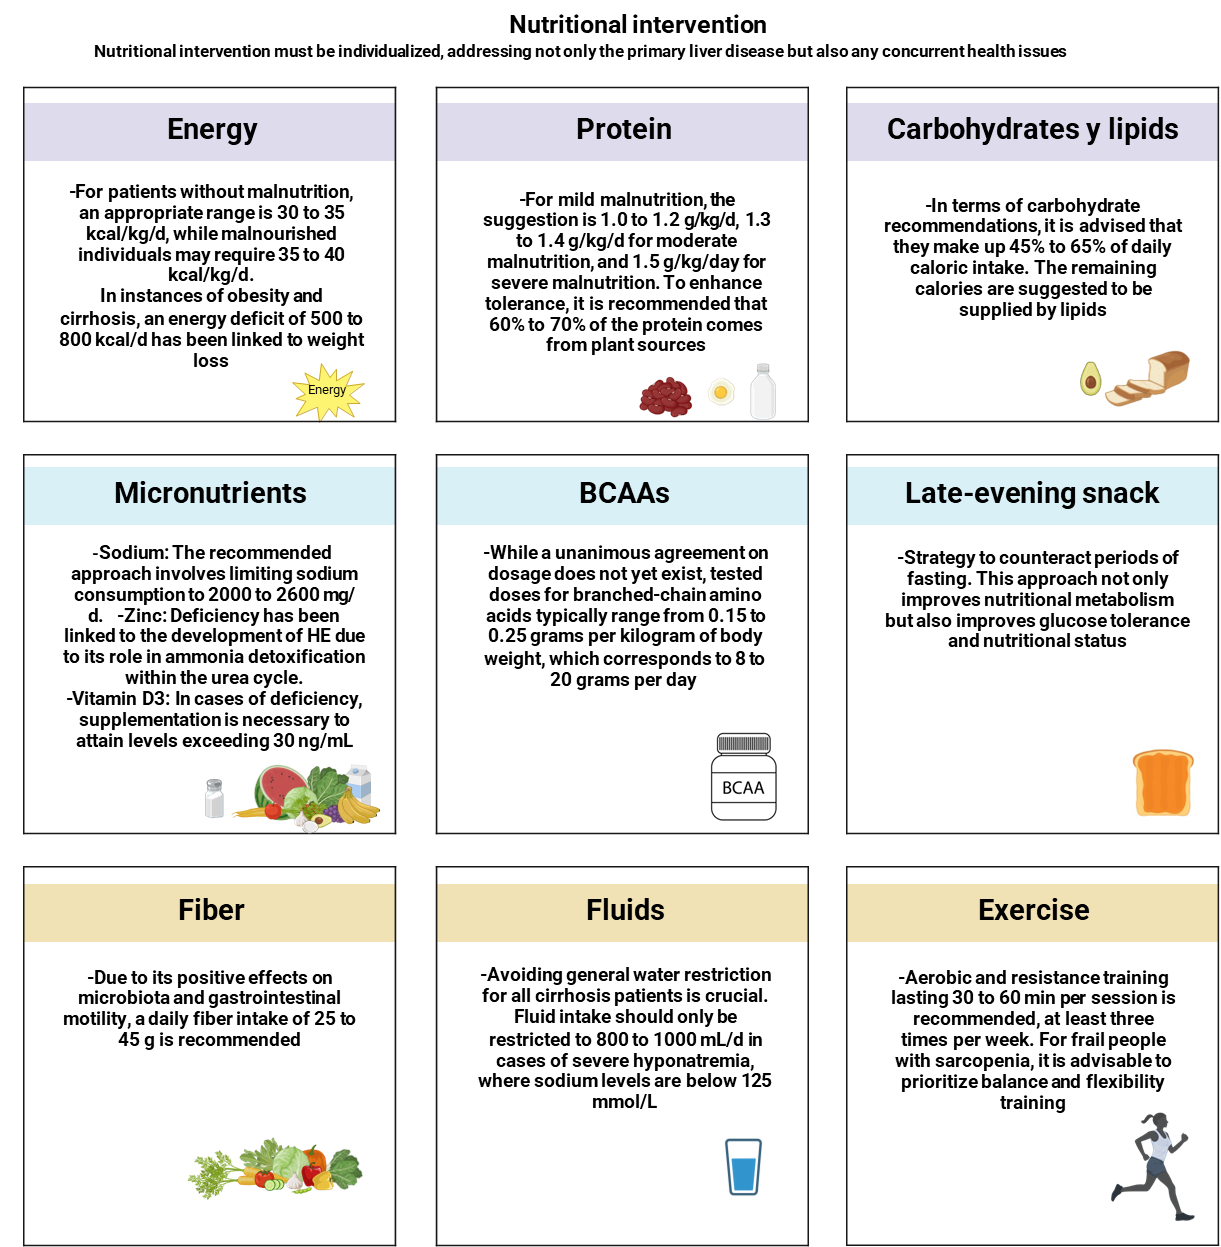 Nutritional intervention
Nutritional intervention must be individualized, addressing not only the primary liver disease but also any concurrent health issues
Energy
-For patients without malnutrition,
an appropriate range is 30 to 35
kcal/kg/d, while malnourished
individuals may require 35 to 40
kcal/kg/d.
In instances of obesity and
cirrhosis, an energy deficit of 500 to
800 kcal/d has been linked to weight
loss
Energy
Protein
-For mild malnutrition, the
suggestion is 1.0 to 1.2 g/kg/d, 1.3
to 1.4 g/kg/d for moderate
malnutrition, and 1.5 g/kg/day for
severe malnutrition. To enhance
tolerance, it is recommended that
60% to 70% of the protein comes
from plant sources
Carbohydrates y lipids
-In terms of carbohydrate
recommendations, it is advised that
they make up 45% to 65% of daily
caloric intake. The remaining
calories are suggested to be
supplied by lipids
Micronutrients
-Sodium: The recommended
approach involves limiting sodium
consumption to 2000 to 2600 mg/
d. -Zinc: Deficiency has been
linked to the development of HE due
to its role in ammonia detoxification
within the urea cycle.
-Vitamin D3: In cases of deficiency,
supplementation is necessary to
attain levels exceeding 30 ng/mL
BCAAs
-While a unanimous agreement on
dosage does not yet exist, tested
doses for branched-chain amino
acids typically range from 0.15 to
0.25 grams per kilogram of body
weight, which corresponds to 8 to
20 grams per day
BCAA
Late-evening snack
-Strategy to counteract periods of
fasting. This approach not only
improves nutritional metabolism
but also improves glucose tolerance
and nutritional status
Fiber
-Due to its positive effects on
microbiota and gastrointestinal
motility, a daily fiber intake of 25 to
45 g is recommended
Fluids
-Avoiding general water restriction
for all cirrhosis patients is crucial.
Fluid intake should only be
restricted to 800 to 1000 mL/d in
cases of severe hyponatremia,
where sodium levels are below 125
mmol/L
Exercise
-Aerobic and resistance training
lasting 30 to 60 min per session is
recommended, at least three
times per week. For frail people
with sarcopenia, it is advisable to
prioritize balance and flexibility
training